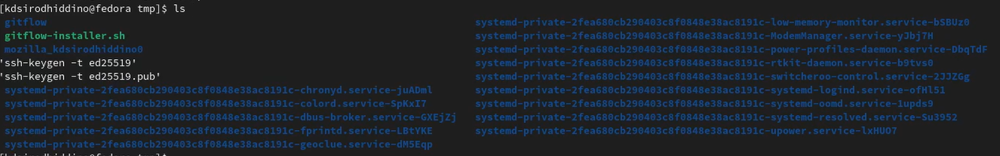 [kdsirodhiddino@fedora tmp]$ ls
gitflow systemd-private-2fea680cb290403c8f0848e38ac8191c-low-memory-monitor.service-bSBUz0
gitflow-installer.sh systemd-private-2fea680cb290403c8f0848e38ac8191c-ModemManager.service-yJbj7H
mozilla_kdsirodhiddino0 systemd-private-2fea680cb290403c8f0848e38ac8191c-power-profiles-daemon.service-DbqTdF
'ssh-keygen -t ed25519' systemd-private-2fea680cb290403c8f0848e38ac8191c-rtkit-daemon.service-b9tvs0
'ssh-keygen -t ed25519.pub' systemd-private-2fea680cb290403c8f0848e38ac8191c-switcheroo-control.service-2JJZGg
systemd-private-2fea680cb290403c8f0848e38ac8191c-chronyd.service-juADml systemd-private-2fea680cb290403c8f0848e38ac8191c-systemd-logind.service-ofHl51
systemd-private-2fea680cb290403c8f0848e38ac8191c-colord.service-SpKxI7 systemd-private-2fea680cb290403c8f0848e38ac8191c-systemd-oomd.service-1upds9
systemd-private-2fea680cb290403c8f0848e38ac8191c-dbus-broker.service-GXEjZj systemd-private-2fea680cb290403c8f0848e38ac8191c-systemd-resolved.service-Su3952
systemd-private-2fea680cb290403c8f0848e38ac8191c-fprintd.service-LBtYKE systemd-private-2fea680cb290403c8f0848e38ac8191c-upower.service-lxHUO7
systemd-private-2fea680cb290403c8f0848e38ac8191c-geoclue.service-dM5Eqp